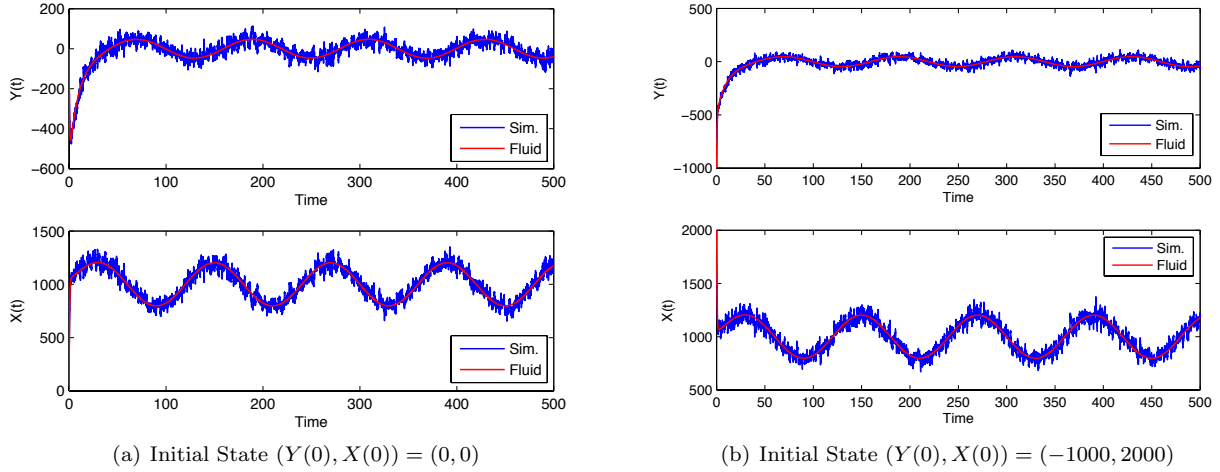 200
0
−200
−400
−600
Y(t)
Sim.
Fluid
0 100 200 300 400 500
Time
1500
1000
500
0
X(t)
Sim.
Fluid
0 100 200 300 400 500
Time
(a) Initial State (Y(0), X(0)) = (0, 0)
500
0
−500
−1000
Y(t)
Sim.
Fluid
0 50 100 150 200 250 300 350 400 450 500
Time
2000
1500
1000
500
X(t)
Sim.
Fluid
0 50 100 150 200 250 300 350 400 450 500
Time
(b) Initial State (Y(0), X(0)) = (−1000, 2000)